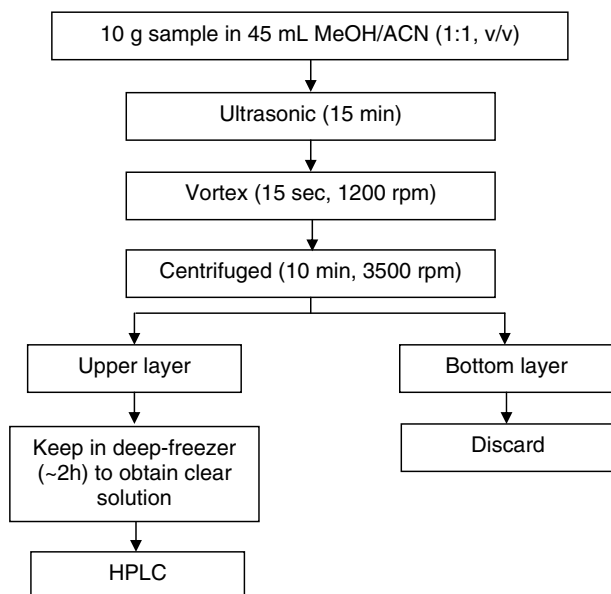 10 g sample in 45 mL MeOH/ACN (1:1, v/v)
Ultrasonic (15 min)
Vortex (15 sec, 1200 rpm)
Centrifuged (10 min, 3500 rpm)
Upper layer
Bottom layer
Keep in deep-freezer
(~2h) to obtain clear
solution
Discard
HPLC